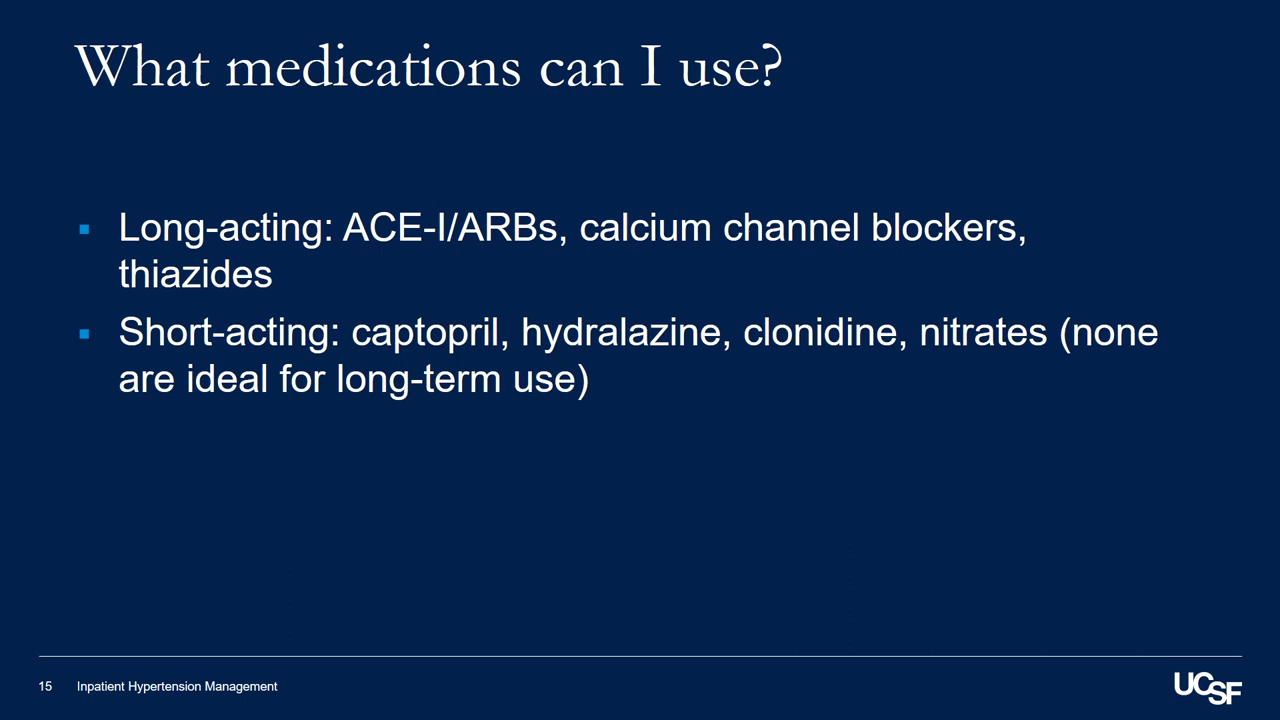 What medications can I use?
▪ Long-acting: ACE-I/ARBs, calcium channel blockers,
thiazides
▪ Short-acting: captopril, hydralazine, clonidine, nitrates (none
are ideal for long-term use)
15 Inpatient Hypertension Management
UCSF